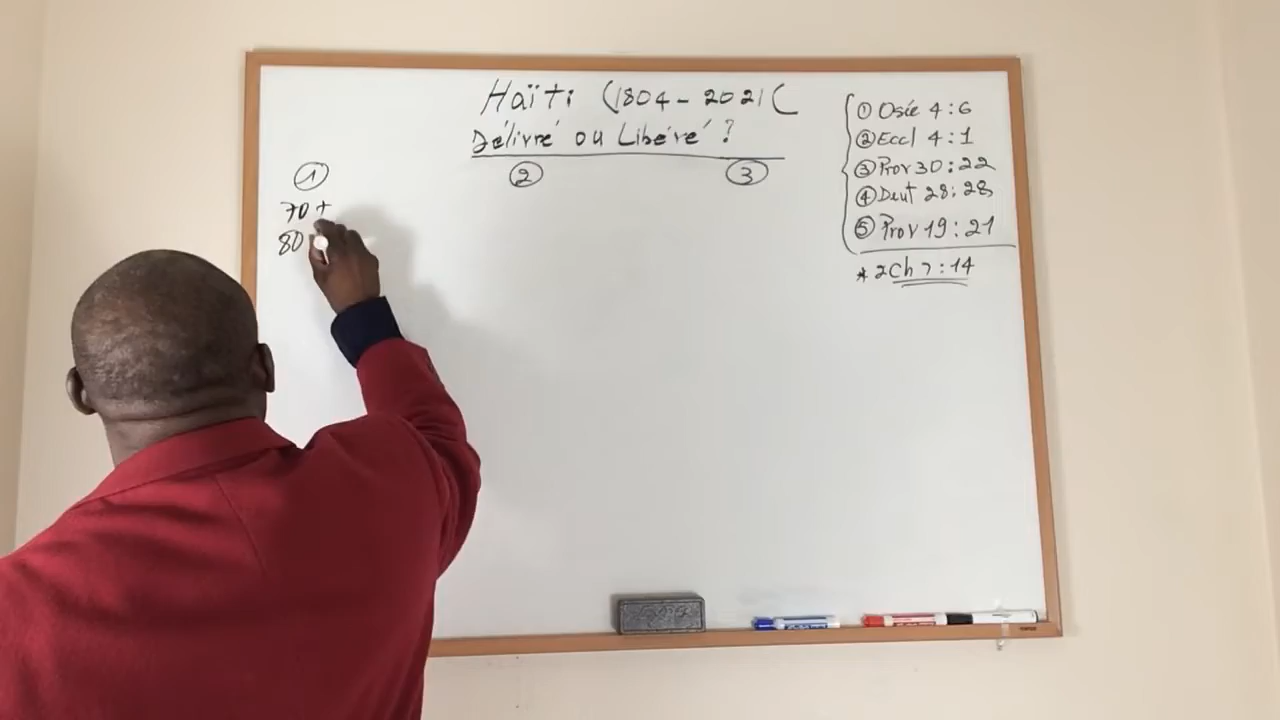 Haïti (1804 - 2021(
Délivré ou Libéré ?
① ② ③
70 +
80
① Osée 4 : 6
② Eccl 4 : 1
③ Prov 30 : 22
④ Deut 28 : 28
⑤ Prov 19 : 21
* 2Ch 7 : 14